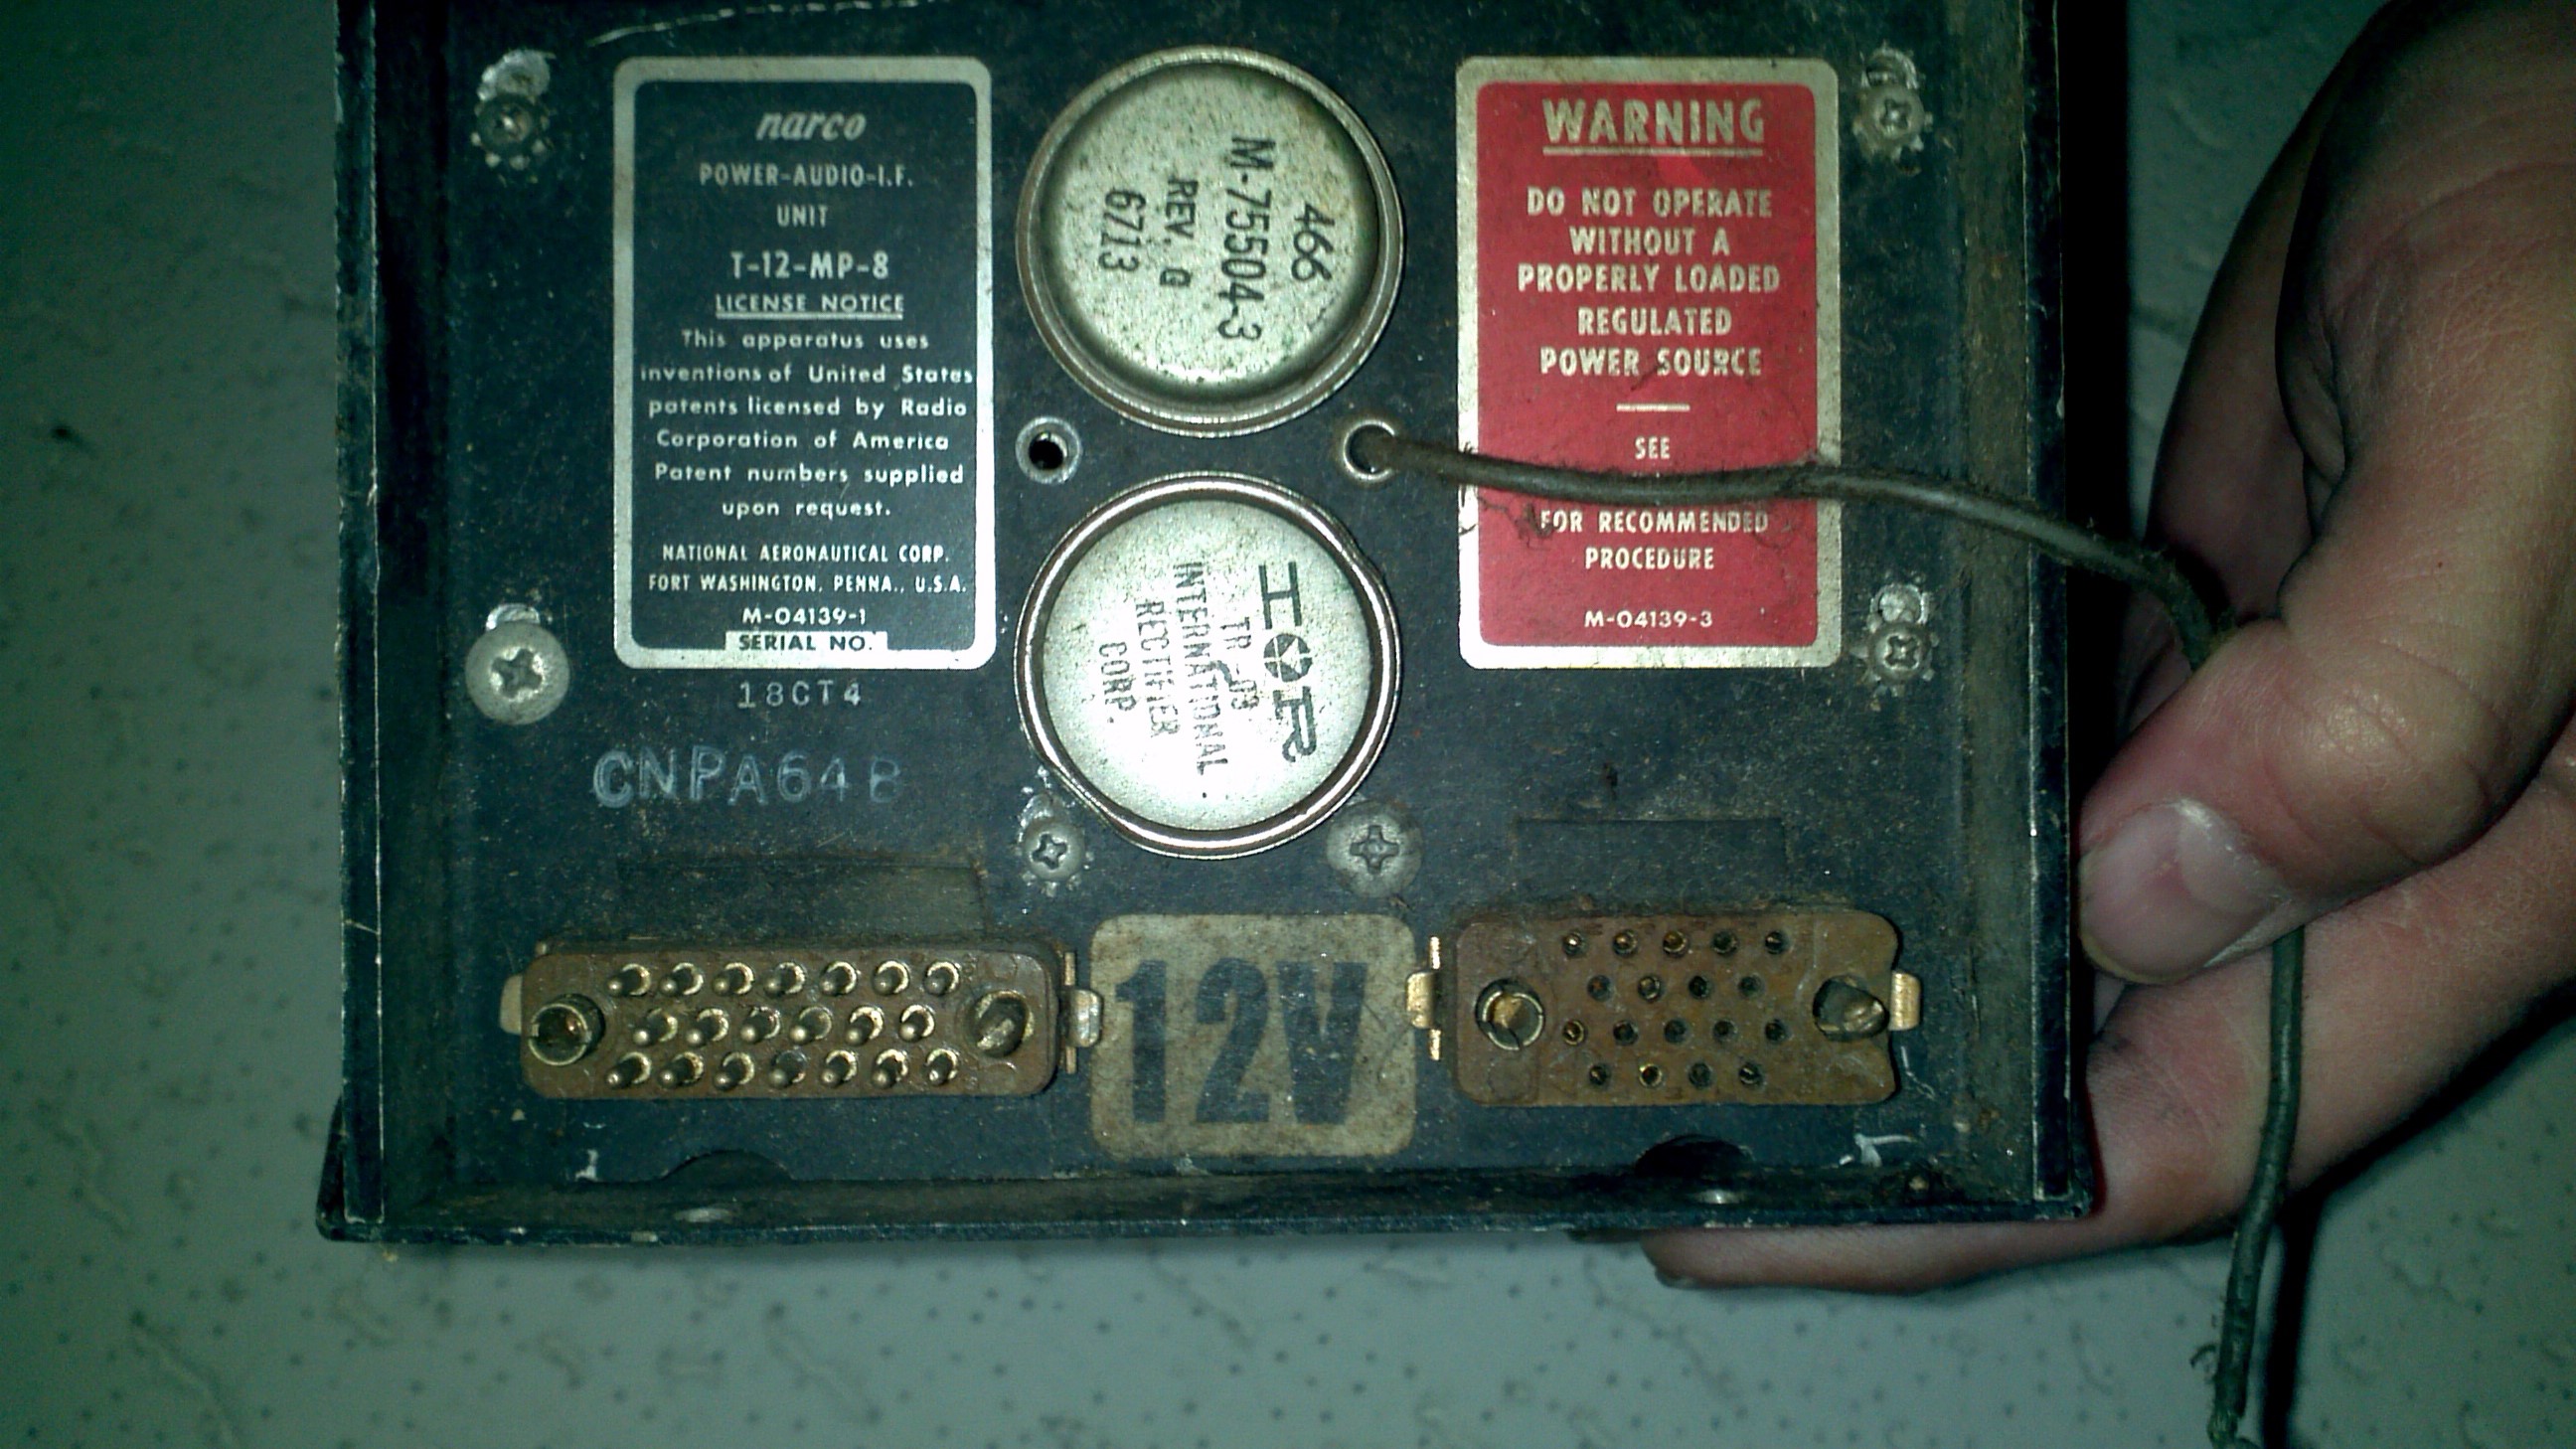 narco
POWER-AUDIO-I.F.
UNIT
T-12-MP-8
LICENSE NOTICE
This apparatus uses
inventions of United States
patents licensed by Radio
Corporation of America
Patent numbers supplied
upon request.
NATIONAL AERONAUTICAL CORP.
FORT WASHINGTON, PENNA., U.S.A.
M-04139-1
SERIAL NO.
18CT4
CNPA64B
466
M-75504-3
REV. G
6713
IOR
INTERNATIONAL
RECTIFIER
CORP.
WARNING
DO NOT OPERATE
WITHOUT A
PROPERLY LOADED
REGULATED
POWER SOURCE
SEE
FOR RECOMMENDED
PROCEDURE
M-04139-3
12V